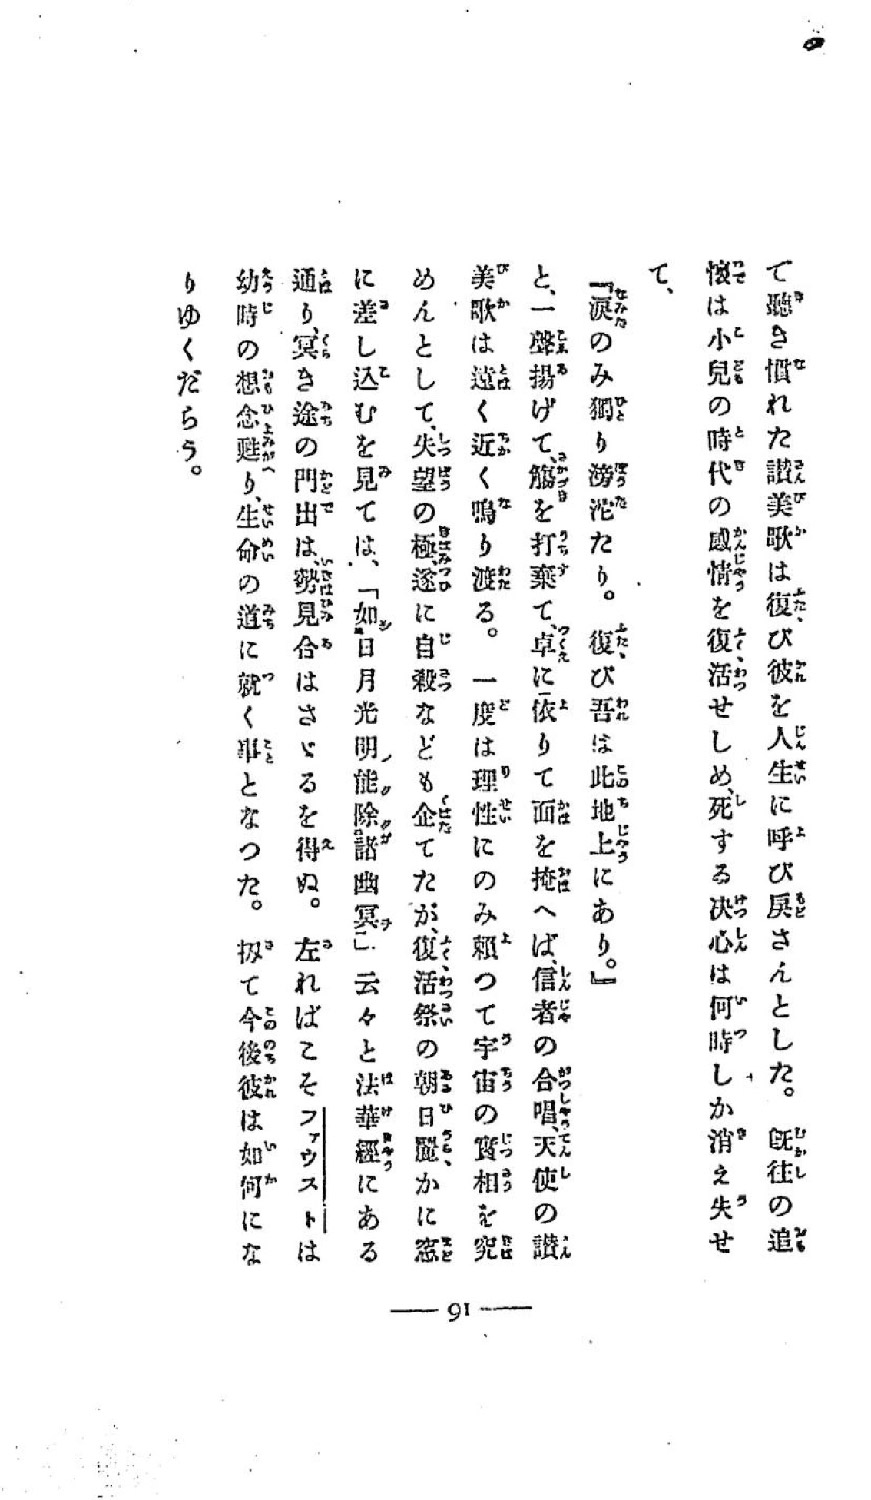 て聽き慣れた讃美歌は復び彼を人生に呼び戻さんとした。既往の追
懷は小兒の時代の感情を復活せしめ、死する决心は何時しか消え失せ
て、
『涙のみ獨り滂沱たり。復び吾は此地上にあり。』
と、一聲揚げて、觴を打棄て、卓に依りて面を掩へば、信者の合唱、天使の讃
美歌は遠く近く鳴り渡る。一度は理性にのみ頼つて宇宙の實相を究
めんとして、失望の極、遂に自殺なども企てたが、復活祭の朝日麗かに窓
に差し込むを見ては、「如日月光明能除諸幽冥」云々と法華經にある
通り、冥き途の門出は、勢見合はさゞるを得ぬ。左ればこそファウストは
幼時の想念甦り、生命の道に就く事となつた。扨て今後彼は如何にな
りゆくだらう。
91